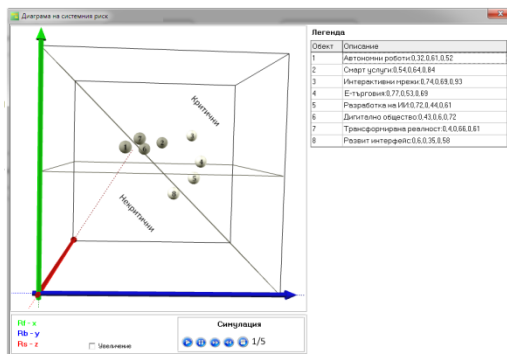 Диаграма на системния риск
Легенда
Обект Описание
1 Автономни роботи:0,32,0,61,0,52
2 Смарт услуги:0,54,0,64,0,84
3 Интерактивни мрежи:0,74,0,69,0,93
4 Е-търговия:0,77,0,53,0,69
5 Разработка на ИИ:0,72,0,44,0,61
6 Дигитално общество:0,43,0,6,0,72
7 Трансформирана реалност:0,4,0,66,0,61
8 Развит интерфейс:0,6,0,35,0,58
Критични
Некритични
Rf - x
Rb - y
Rs - z
Увеличение
Симулация
1/5